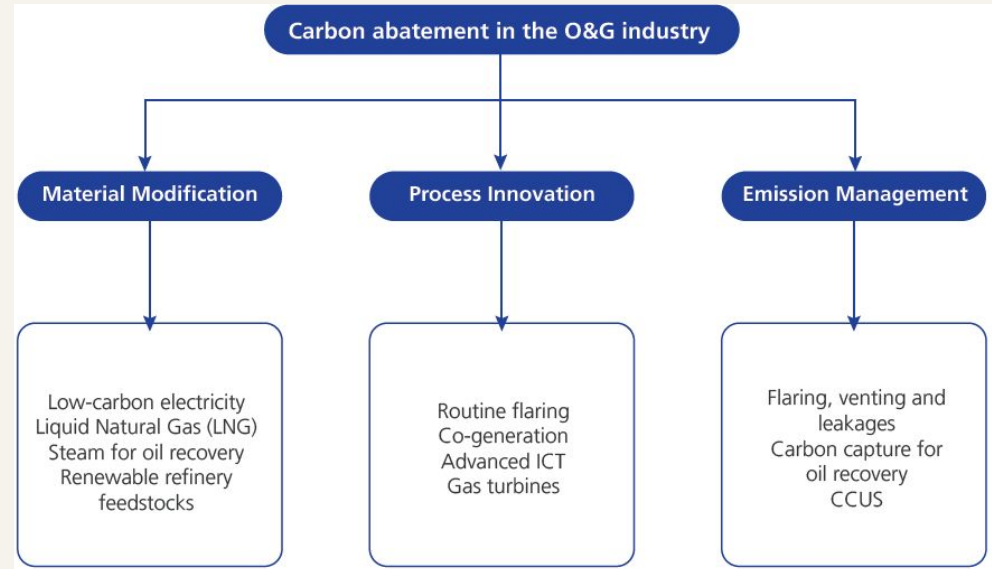 Carbon abatement in the O&G industry
Material Modification
Process Innovation
Emission Management
Low-carbon electricity
Liquid Natural Gas (LNG)
Steam for oil recovery
Renewable refinery
feedstocks
Routine flaring
Co-generation
Advanced ICT
Gas turbines
Flaring, venting and
leakages
Carbon capture for
oil recovery
CCUS